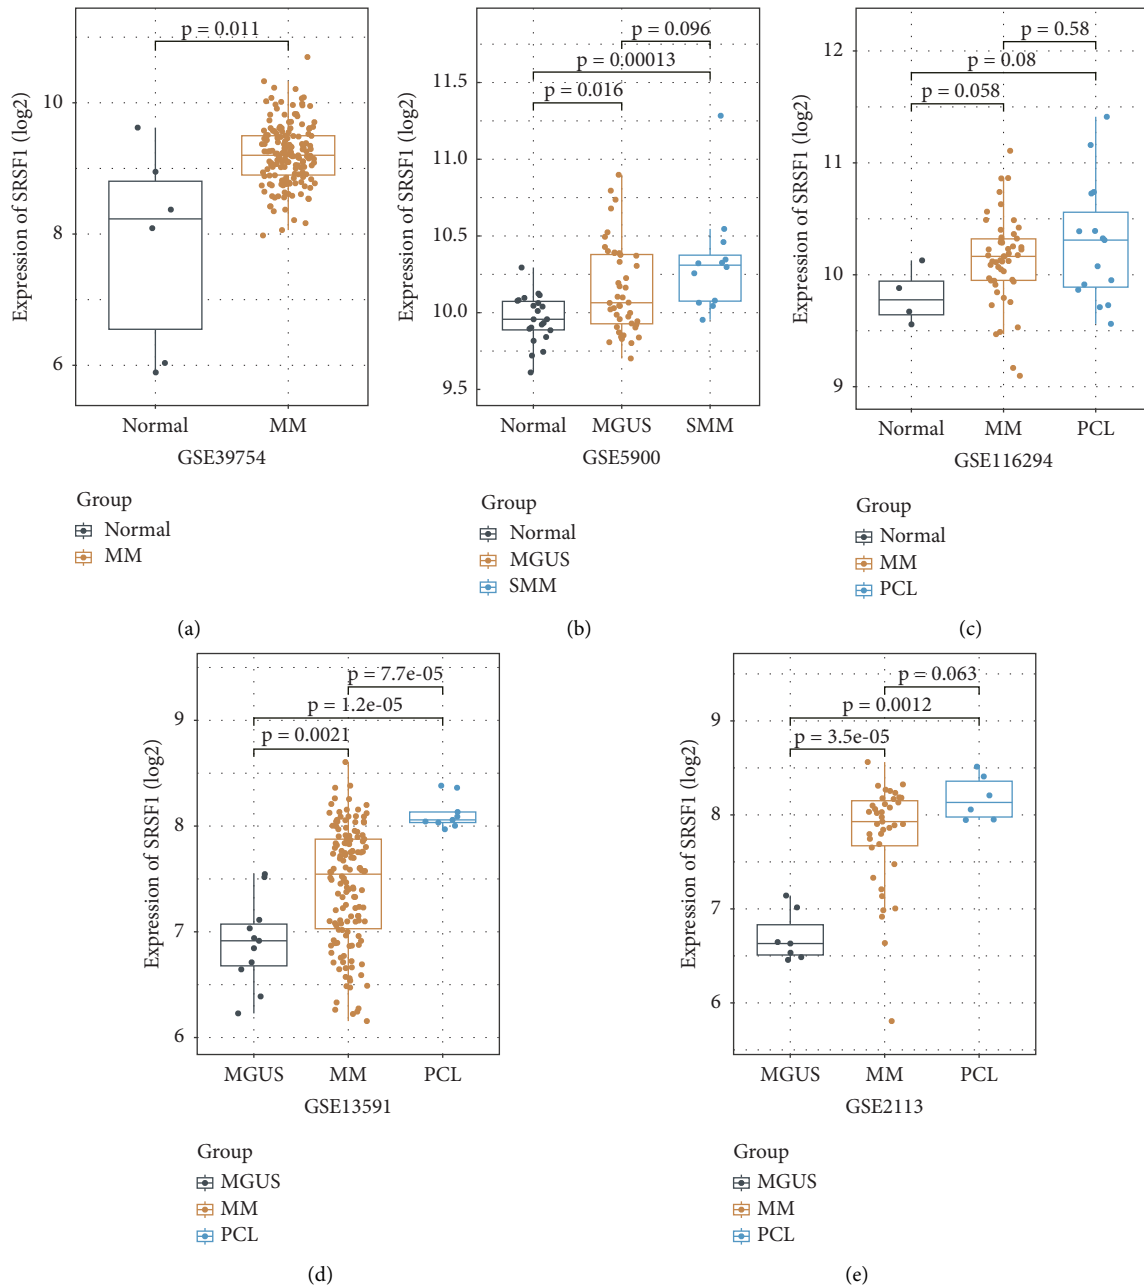 p = 0.011
10
8
6
Expression of SRSF1 (log2)
Normal
MM
GSE39754
Group
Normal
MM
(a)
p = 0.096
p = 0.00013
p = 0.016
11.5
11.0
10.5
10.0
9.5
Expression of SRSF1 (log2)
Normal
MGUS
SMM
GSE5900
Group
Normal
MGUS
SMM
(b)
p = 0.58
p = 0.08
p = 0.058
12
11
10
9
Expression of SRSF1 (log2)
Normal
MM
PCL
GSE116294
Group
Normal
MM
PCL
(c)
p = 7.7e-05
p = 1.2e-05
p = 0.0021
9
8
7
6
Expression of SRSF1 (log2)
MGUS
MM
PCL
GSE13591
Group
MGUS
MM
PCL
(d)
p = 0.063
p = 0.0012
p = 3.5e-05
9
8
7
6
Expression of SRSF1 (log2)
MGUS
MM
PCL
GSE2113
Group
MGUS
MM
PCL
(e)